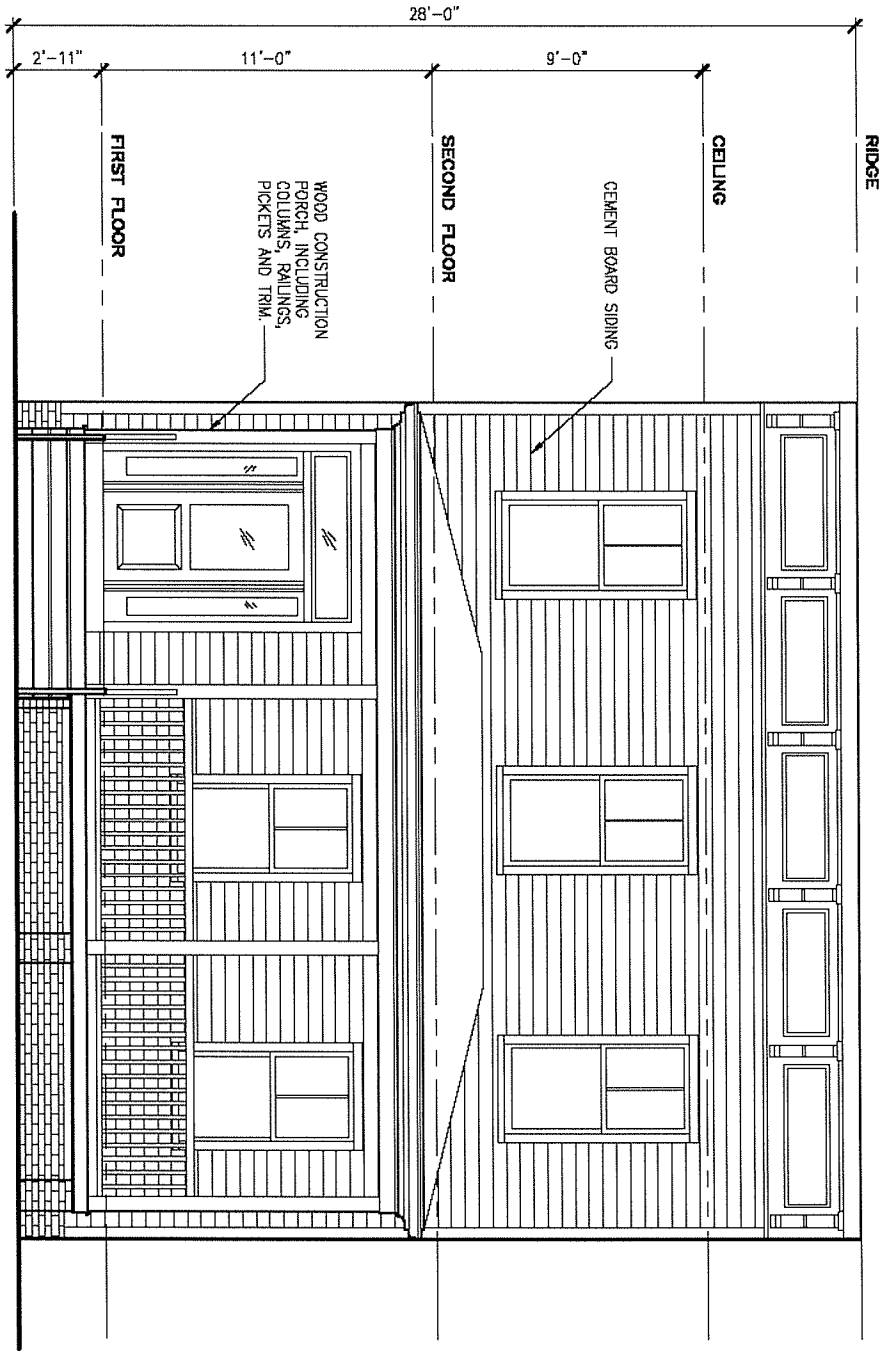 RIDGE
CEILING
SECOND FLOOR
FIRST FLOOR
28'-0"
9'-0"
11'-0"
2'-11"
CEMENT BOARD SIDING
WOOD CONSTRUCTION
PORCH, INCLUDING
COLUMNS, RAILINGS,
PICKETS AND TRIM.